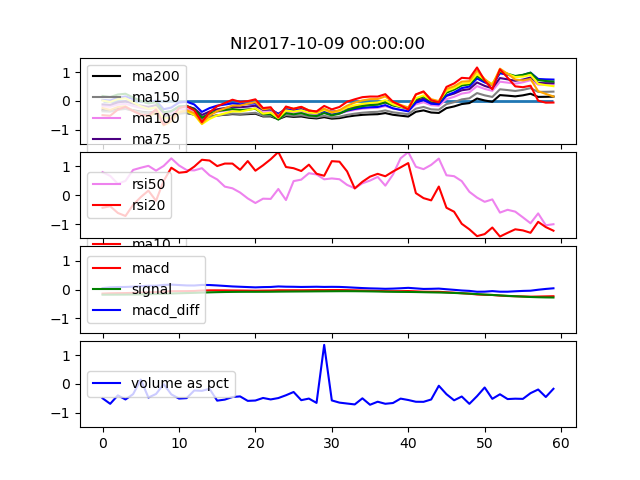 NI2017-10-09 00:00:00
1
0
−1
ma200
ma150
ma100
ma75
1
0
−1
rsi50
rsi20
ma10
1
0
−1
macd
signal
macd_diff
1
0
−1
volume as pct
0 10 20 30 40 50 60